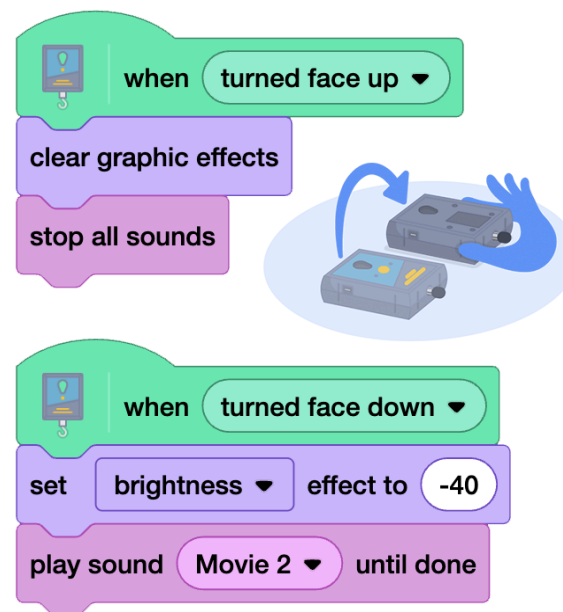 when turned face up
clear graphic effects
stop all sounds
when turned face down
set brightness effect to -40
play sound Movie 2 until done